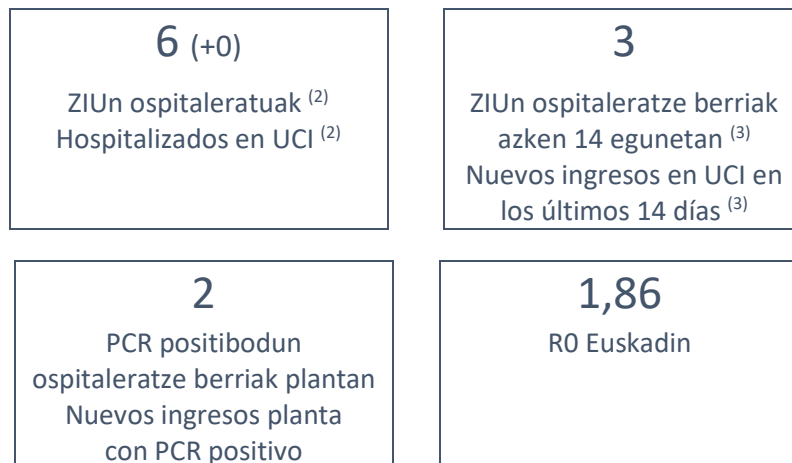 6 (+0)
ZIUn ospitaleratuak (2)
Hospitalizados en UCI (2)
3
ZIUn ospitaleratze berriak
azken 14 egunetan (3)
Nuevos ingresos en UCI en
los últimos 14 días (3)
2
PCR positibodun
ospitaleratze berriak plantan
Nuevos ingresos planta
con PCR positivo
1,86
R0 Euskadin